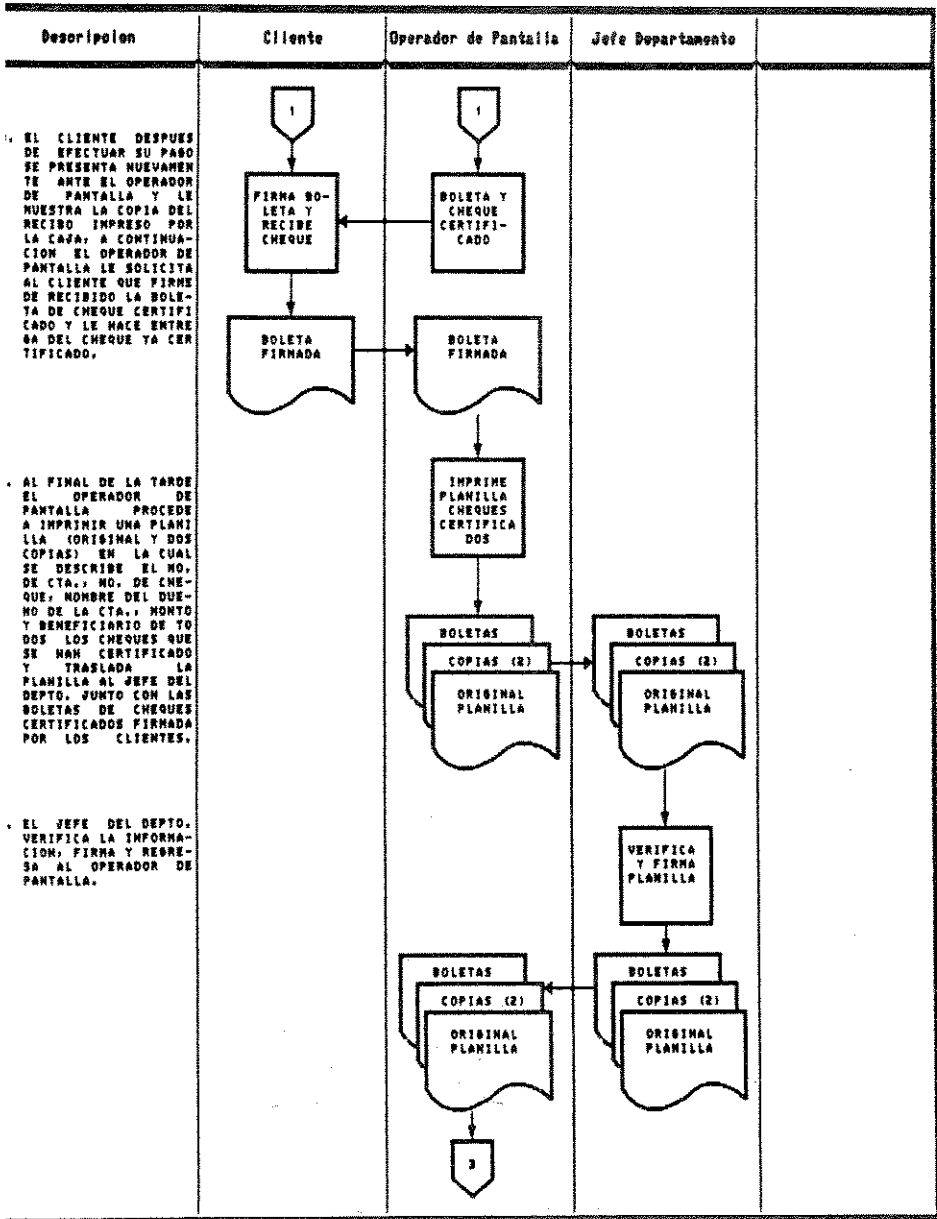 Descripcion
Cliente
Operador de Pantalla
Jefe Departamento
1
1
. EL CLIENTE DESPUES
DE EFECTUAR SU PAGO
SE PRESENTA NUEVAMEN
TE ANTE EL OPERADOR
DE PANTALLA Y LE
MUESTRA LA COPIA DEL
RECIBO IMPRESO POR
LA CAJA, A CONTINUA-
CION EL OPERADOR DE
PANTALLA LE SOLICITA
AL CLIENTE QUE FIRME
DE RECIBIDO LA BOLE-
TA DE CHEQUE CERTIFI
CADO Y LE HACE ENTRE
GA DEL CHEQUE YA CER
TIFICADO.
FIRMA BO-
LETA Y
RECIBE
CHEQUE
BOLETA Y
CHEQUE
CERTIFI-
CADO
BOLETA
FIRMADA
BOLETA
FIRMADA
. AL FINAL DE LA TARDE
EL OPERADOR DE
PANTALLA PROCEDE
A IMPRIMIR UNA PLANI
LLA (ORIGINAL Y DOS
COPIAS) EN LA CUAL
SE DESCRIBE EL NO.
DE CTA., NO. DE CHE-
QUE, NOMBRE DEL DUE-
NO DE LA CTA., MONTO
Y BENEFICIARIO DE TO
DOS LOS CHEQUES QUE
SE HAN CERTIFICADO
Y TRASLADA LA
PLANILLA AL JEFE DEL
DEPTO. JUNTO CON LAS
BOLETAS DE CHEQUES
CERTIFICADOS FIRMADA
POR LOS CLIENTES.
IMPRIME
PLANILLA
CHEQUES
CERTIFICA
DOS
BOLETAS
COPIAS (2)
ORIGINAL
PLANILLA
BOLETAS
COPIAS (2)
ORIGINAL
PLANILLA
. EL JEFE DEL DEPTO.
VERIFICA LA INFORMA-
CION, FIRMA Y REGRE-
SA AL OPERADOR DE
PANTALLA.
VERIFICA
Y FIRMA
PLANILLA
BOLETAS
COPIAS (2)
ORIGINAL
PLANILLA
BOLETAS
COPIAS (2)
ORIGINAL
PLANILLA
3